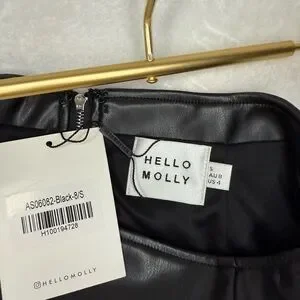 HELLO
MOLLY
S
AU 8
US 4
AS06082-Black-8/S
H100194728
@HELLOMOLLY